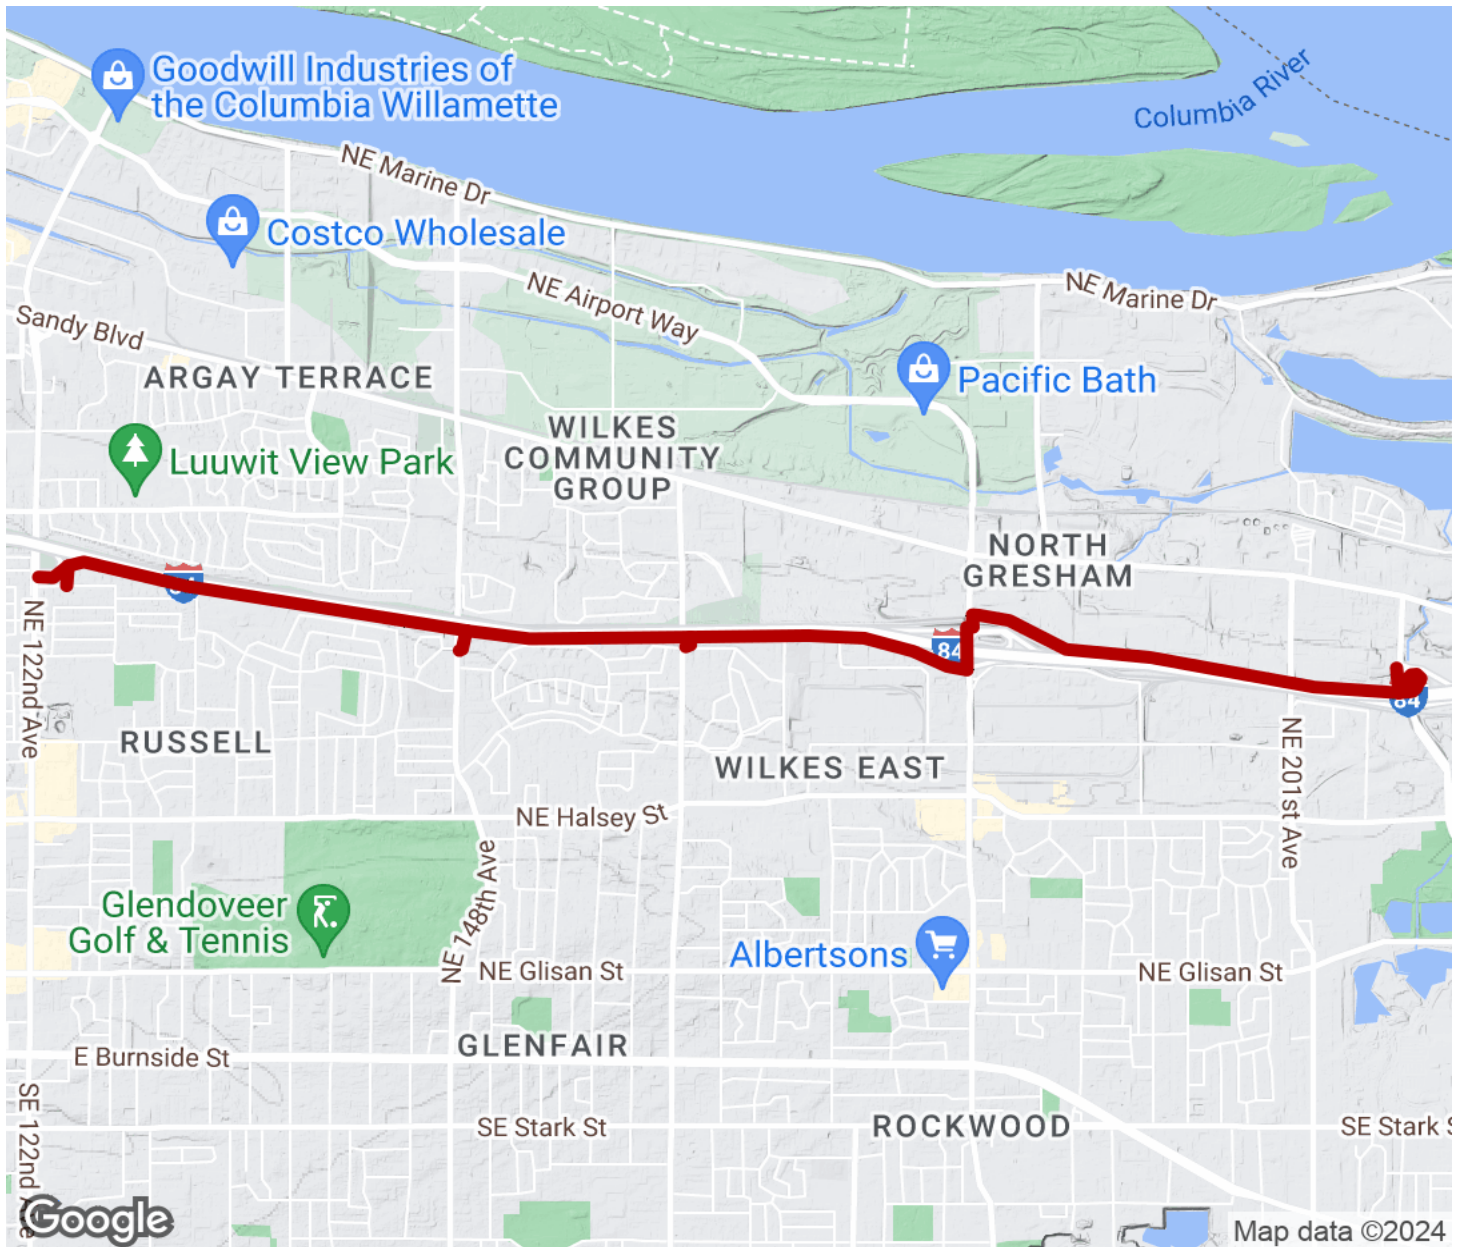 Goodwill Industries of
the Columbia Willamette
Columbia River
NE Marine Dr
Costco Wholesale
NE Airport Way
NE Marine Dr
Sandy Blvd
ARGAY TERRACE
Pacific Bath
WILKES
COMMUNITY
GROUP
Luuwit View Park
NORTH
GRESHAM
84
84
NE 122nd Ave
RUSSELL
WILKES EAST
NE 201st Ave
NE Halsey St
NE 148th Ave
Glendoveer
Golf & Tennis
Albertsons
NE Glisan St
NE Glisan St
GLENFAIR
E Burnside St
SE 122nd Ave
SE Stark St
ROCKWOOD
SE Stark S
Google
Map data ©2024